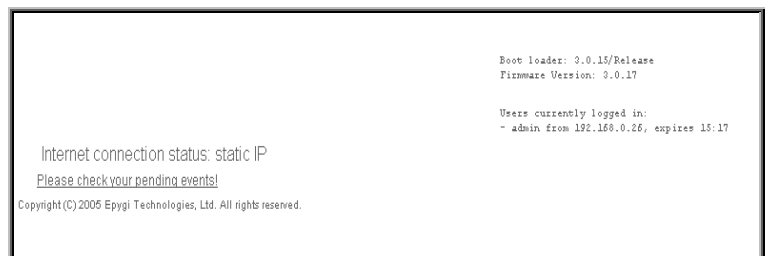 Boot loader: 3.0.15/Release
Firmware Version: 3.0.17
Users currently logged in:
- admin from 192.168.0.26, expires 15:17
Internet connection status: static IP
Please check your pending events!
Copyright (C) 2005 Epygi Technologies, Ltd. All rights reserved.